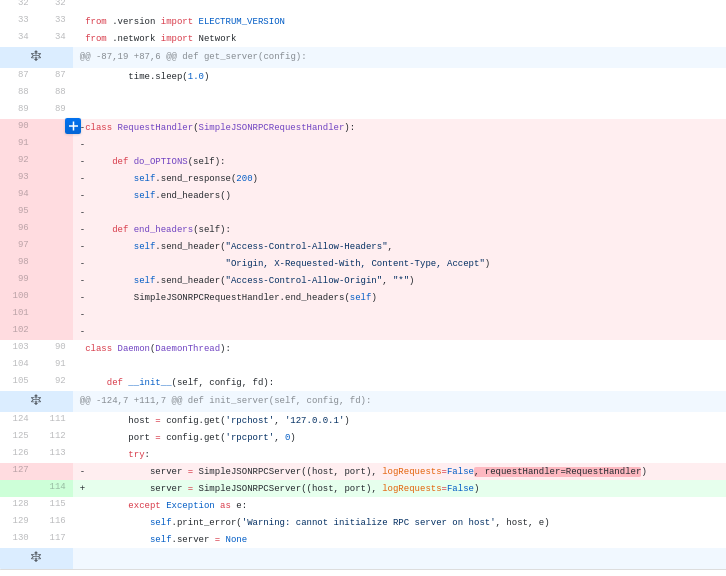 32 32
33 33 from .version import ELECTRUM_VERSION
34 34 from .network import Network
@@ -87,19 +87,6 @@ def get_server(config):
87 87 time.sleep(1.0)
88 88
89 89
90 -class RequestHandler(SimpleJSONRPCRequestHandler):
91 -
92 - def do_OPTIONS(self):
93 - self.send_response(200)
94 - self.end_headers()
95 -
96 - def end_headers(self):
97 - self.send_header("Access-Control-Allow-Headers",
98 - "Origin, X-Requested-With, Content-Type, Accept")
99 - self.send_header("Access-Control-Allow-Origin", "*")
100 - SimpleJSONRPCRequestHandler.end_headers(self)
101 -
102 -
103 90 class Daemon(DaemonThread):
104 91
105 92 def __init__(self, config, fd):
@@ -124,7 +111,7 @@ def init_server(self, config, fd):
124 111 host = config.get('rpchost', '127.0.0.1')
125 112 port = config.get('rpcport', 0)
126 113 try:
127 - server = SimpleJSONRPCServer((host, port), logRequests=False, requestHandler=RequestHandler)
114 + server = SimpleJSONRPCServer((host, port), logRequests=False)
128 115 except Exception as e:
129 116 self.print_error('Warning: cannot initialize RPC server on host', host, e)
130 117 self.server = None